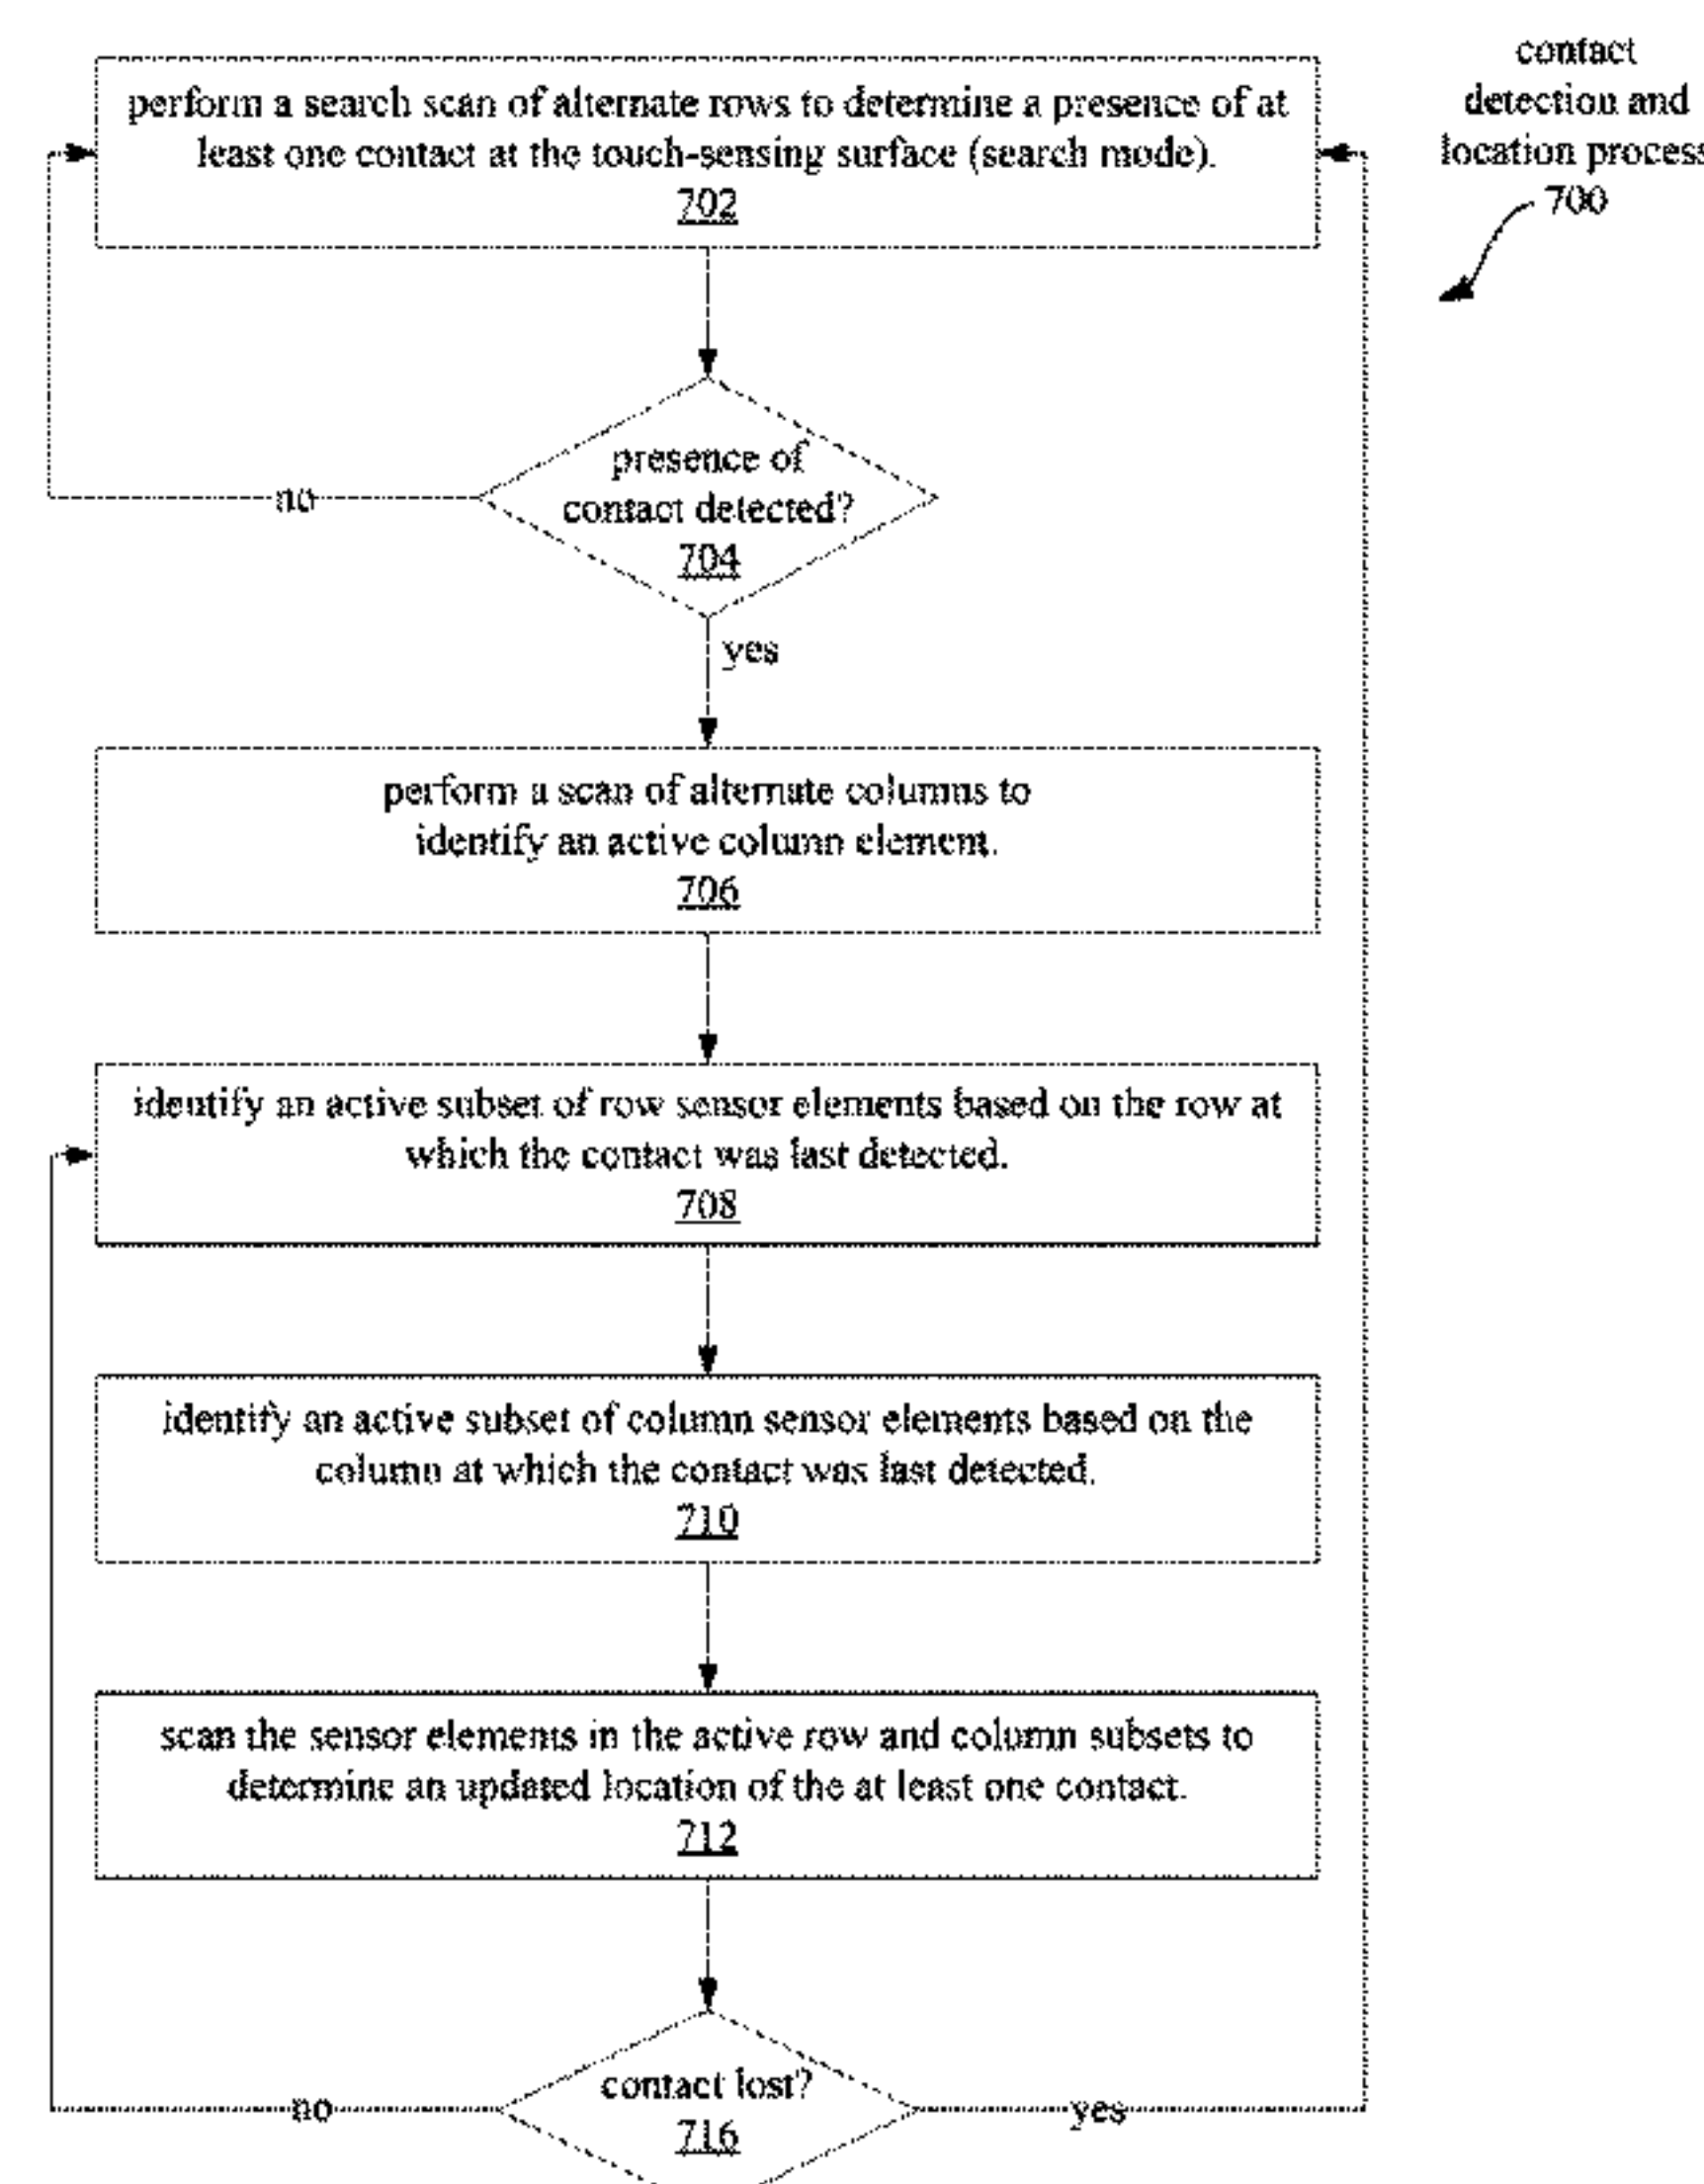 contact
detection and
location process
700
perform a search scan of alternate rows to determine a presence of at
least one contact at the touch-sensing surface (search mode).
702
presence of
contact detected?
704
no
yes
perform a scan of alternate columns to
identify an active column element.
706
identify an active subset of row sensor elements based on the row at
which the contact was last detected.
708
identify an active subset of column sensor elements based on the
column at which the contact was last detected.
710
scan the sensor elements in the active row and column subsets to
determine an updated location of the at least one contact.
712
contact lost?
716
no
yes